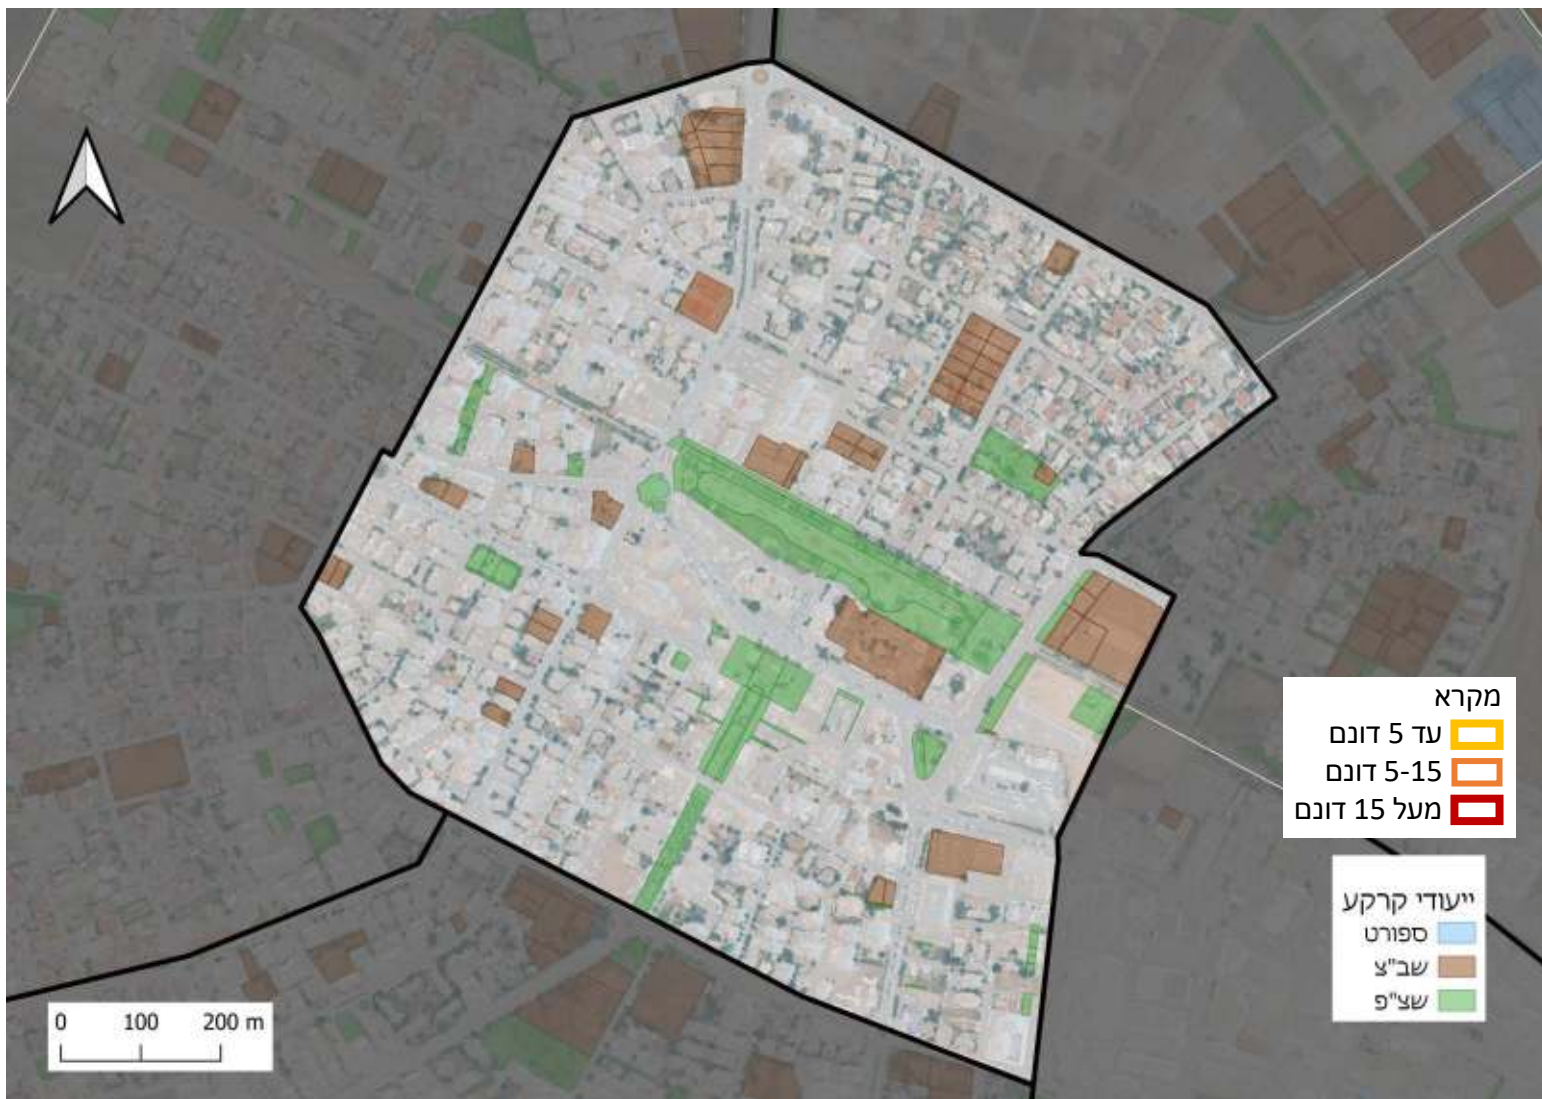 מקרא
עד 5 דונם
5-15 דונם
מעל 15 דונם
ייעודי קרקע
ספורט
שב"צ
שצ"פ
0 100 200 m